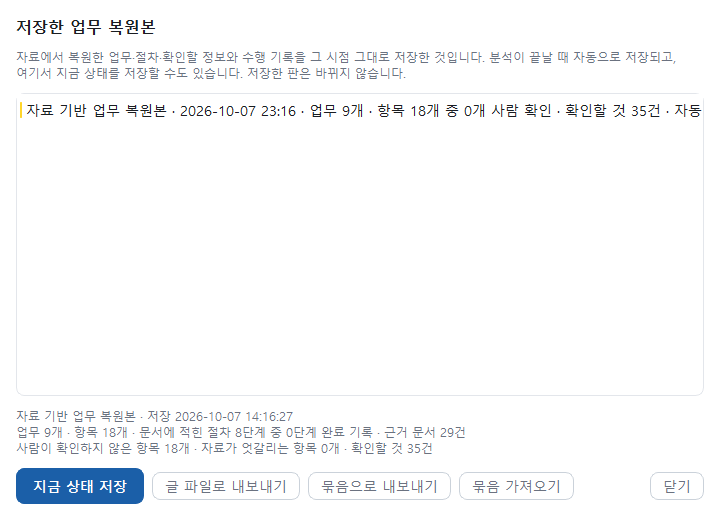 저장한 업무 복원본
자료에서 복원한 업무·절차·확인할 정보와 수행 기록을 그 시점 그대로 저장한 것입니다. 분석이 끝날 때 자동으로 저장되고,
여기서 지금 상태를 저장할 수도 있습니다. 저장한 판은 바뀌지 않습니다.
자료 기반 업무 복원본 · 2026-10-07 23:16 · 업무 9개 · 항목 18개 중 0개 사람 확인 · 확인할 것 35건 · 자동
자료 기반 업무 복원본 · 저장 2026-10-07 14:16:27
업무 9개 · 항목 18개 · 문서에 적힌 절차 8단계 중 0단계 완료 기록 · 근거 문서 29건
사람이 확인하지 않은 항목 18개 · 자료가 엇갈리는 항목 0개 · 확인할 것 35건
지금 상태 저장 글 파일로 내보내기 묶음으로 내보내기 묶음 가져오기 닫기